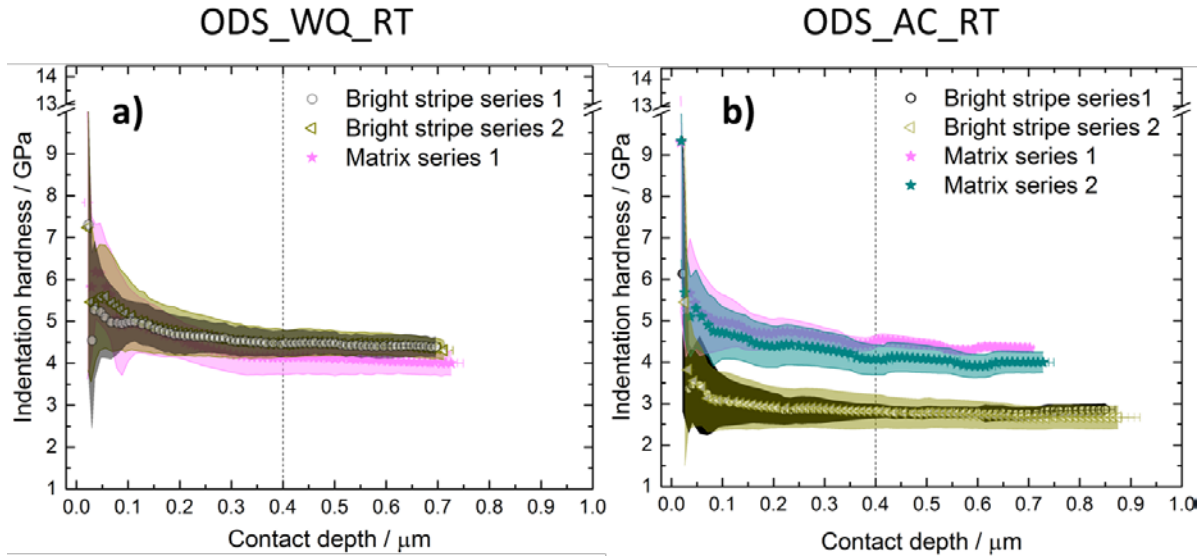 ODS_WQ_RT
ODS_AC_RT
a)
Bright stripe series 1
Bright stripe series 2
Matrix series 1
Indentation hardness / GPa
14
13
9
8
7
6
5
4
3
2
1
0.0 0.1 0.2 0.3 0.4 0.5 0.6 0.7 0.8 0.9 1.0
Contact depth / μm
b)
Bright stripe series1
Bright stripe series 2
Matrix series 1
Matrix series 2
Indentation hardness / GPa
14
13
9
8
7
6
5
4
3
2
1
0.0 0.1 0.2 0.3 0.4 0.5 0.6 0.7 0.8 0.9 1.0
Contact depth / μm